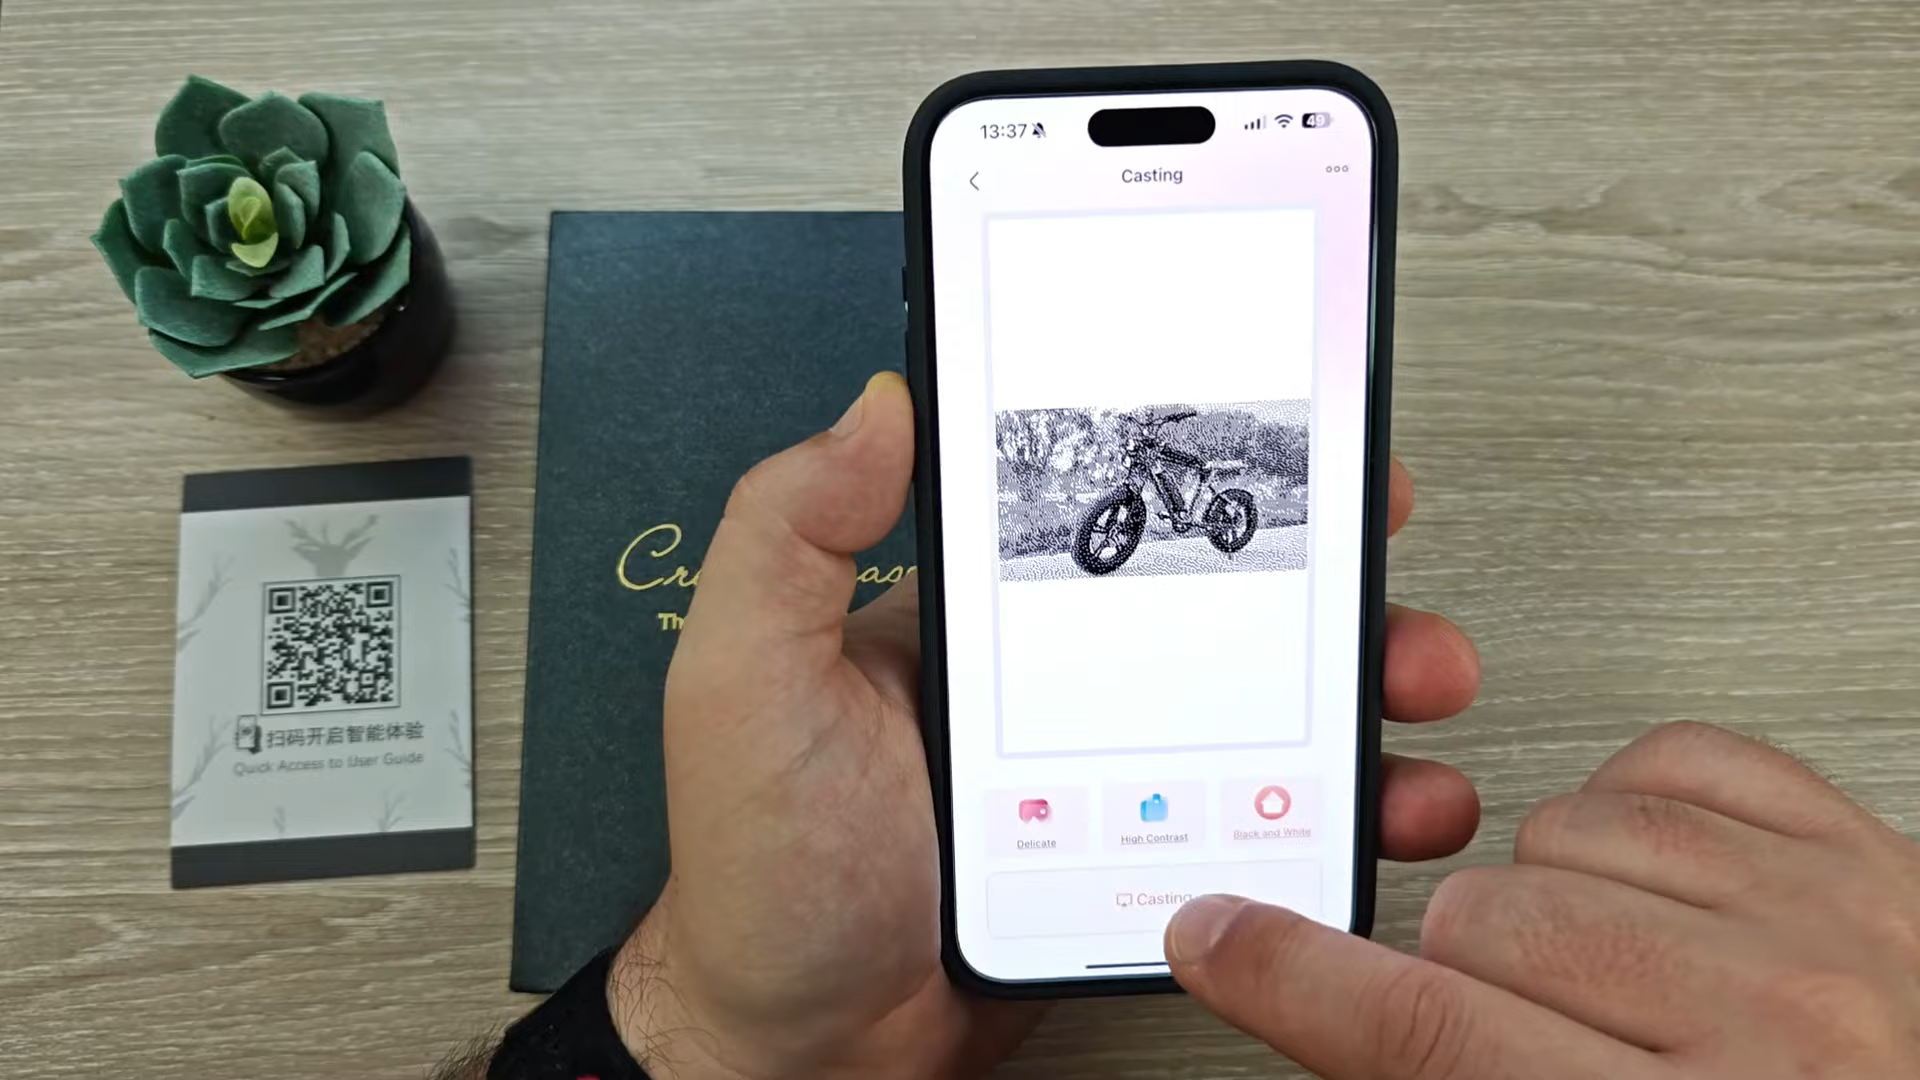 13:37
49
Casting
Delicate
High Contrast
Black and White
Casting
扫码开启智能体验
Quick Access to User Guide